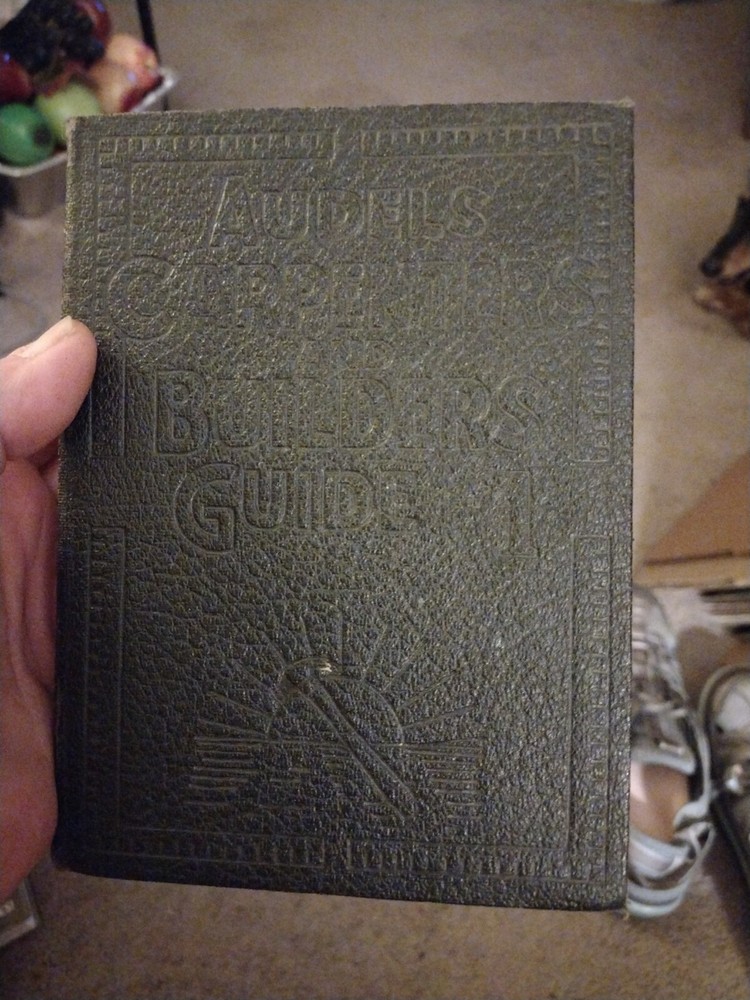 AUDELS
CARPENTERS
AND
BUILDERS
GUIDE 1